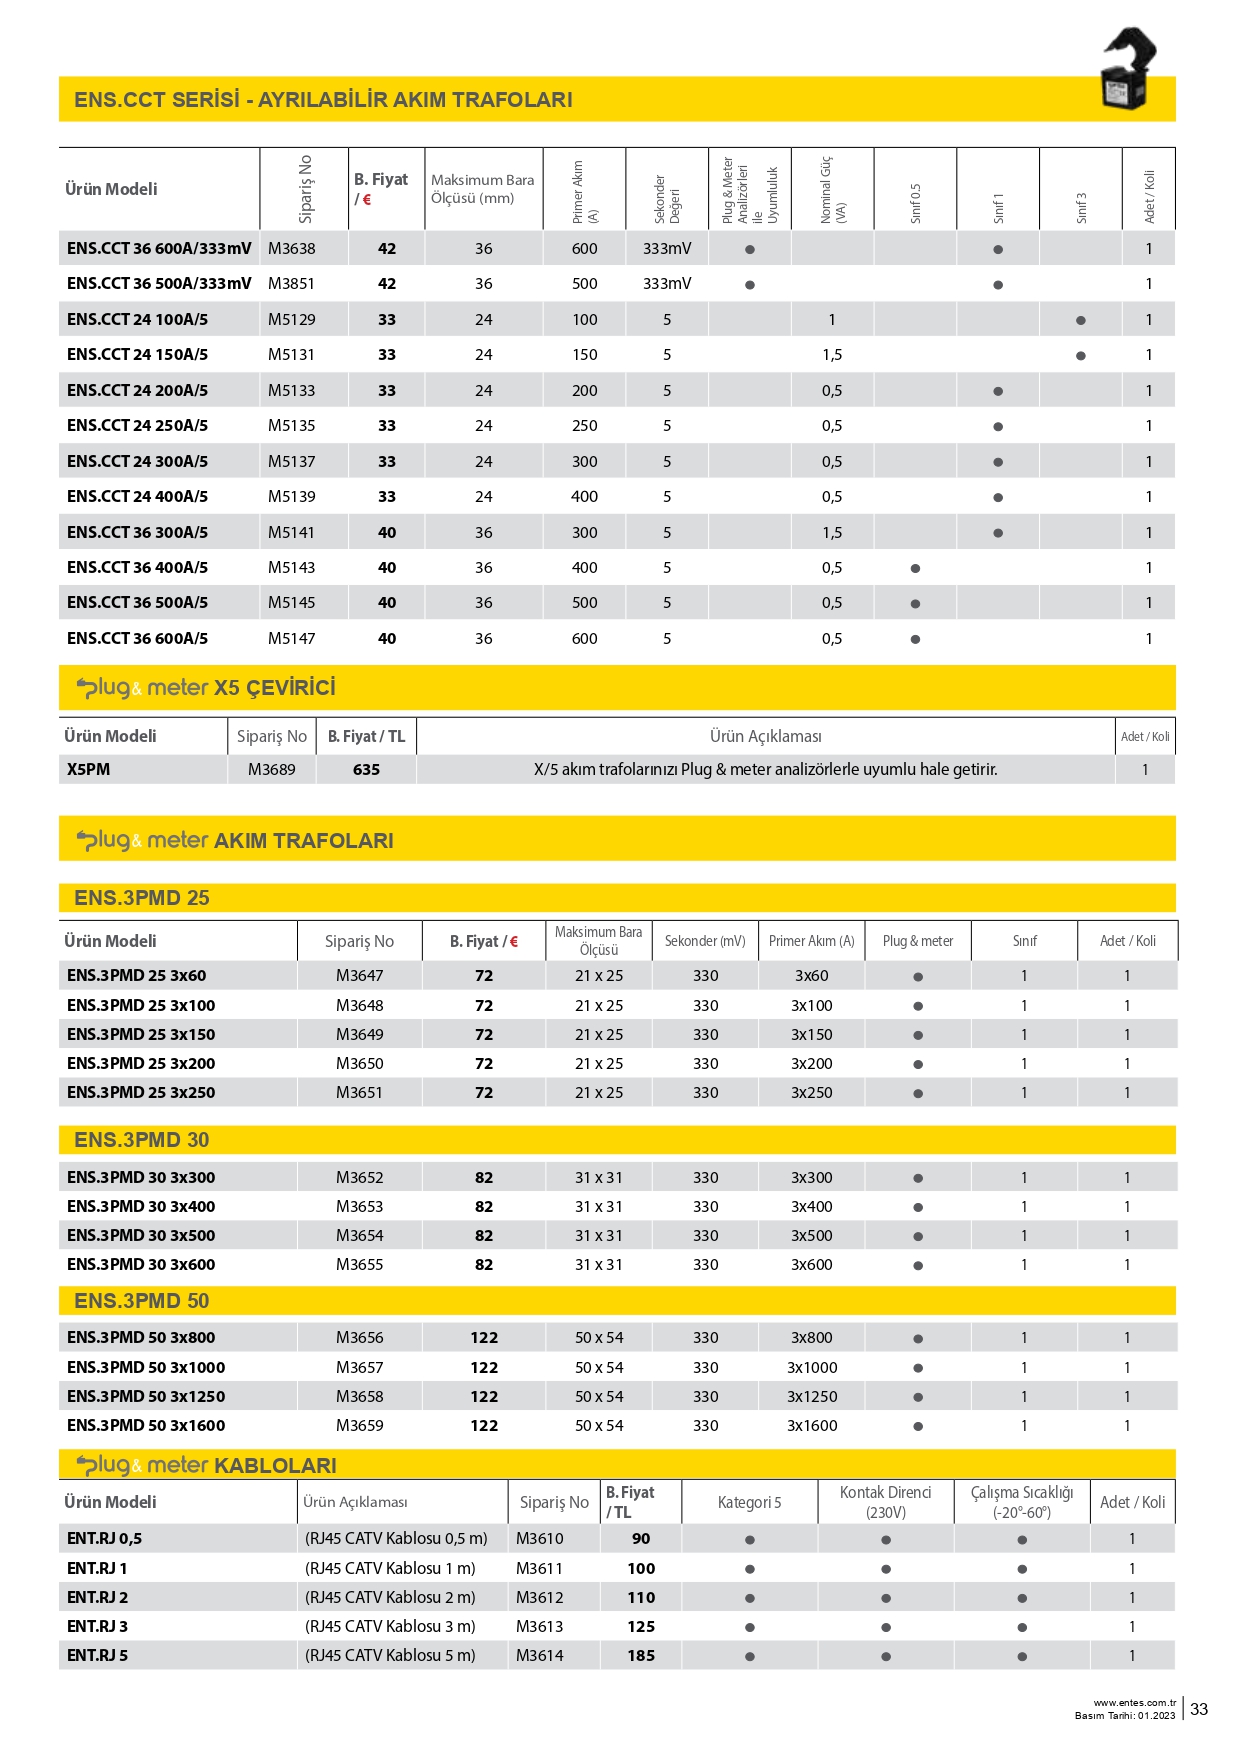 ENS.CCT SERİSİ - AYRILABİLİR AKIM TRAFOLARI
Ürün Modeli Sipariş No B. Fiyat / € Maksimum Bara Ölçüsü (mm) Primer Akım (A) Sekonder Değeri Plug & Meter Analizörleri ile Uyumluluk Nominal Güç (VA) Sınıf 0.5 Sınıf 1 Sınıf 3 Adet / Koli
ENS.CCT 36 600A/333mV M3638 42 36 600 333mV ● ● 1
ENS.CCT 36 500A/333mV M3851 42 36 500 333mV ● ● 1
ENS.CCT 24 100A/5 M5129 33 24 100 5 1 ● 1
ENS.CCT 24 150A/5 M5131 33 24 150 5 1,5 ● 1
ENS.CCT 24 200A/5 M5133 33 24 200 5 0,5 ● 1
ENS.CCT 24 250A/5 M5135 33 24 250 5 0,5 ● 1
ENS.CCT 24 300A/5 M5137 33 24 300 5 0,5 ● 1
ENS.CCT 24 400A/5 M5139 33 24 400 5 0,5 ● 1
ENS.CCT 36 300A/5 M5141 40 36 300 5 1,5 ● 1
ENS.CCT 36 400A/5 M5143 40 36 400 5 0,5 ● 1
ENS.CCT 36 500A/5 M5145 40 36 500 5 0,5 ● 1
ENS.CCT 36 600A/5 M5147 40 36 600 5 0,5 ● 1
plug & meter X5 ÇEVİRİCİ
Ürün Modeli Sipariş No B. Fiyat / TL Ürün Açıklaması Adet / Koli
X5PM M3689 635 X/5 akım trafolarınızı Plug & meter analizörlerle uyumlu hale getirir. 1
plug & meter AKIM TRAFOLARI
ENS.3PMD 25
Ürün Modeli Sipariş No B. Fiyat / € Maksimum Bara Ölçüsü Sekonder (mV) Primer Akım (A) Plug & meter Sınıf Adet / Koli
ENS.3PMD 25 3x60 M3647 72 21 x 25 330 3x60 ● 1 1
ENS.3PMD 25 3x100 M3648 72 21 x 25 330 3x100 ● 1 1
ENS.3PMD 25 3x150 M3649 72 21 x 25 330 3x150 ● 1 1
ENS.3PMD 25 3x200 M3650 72 21 x 25 330 3x200 ● 1 1
ENS.3PMD 25 3x250 M3651 72 21 x 25 330 3x250 ● 1 1
ENS.3PMD 30
ENS.3PMD 30 3x300 M3652 82 31 x 31 330 3x300 ● 1 1
ENS.3PMD 30 3x400 M3653 82 31 x 31 330 3x400 ● 1 1
ENS.3PMD 30 3x500 M3654 82 31 x 31 330 3x500 ● 1 1
ENS.3PMD 30 3x600 M3655 82 31 x 31 330 3x600 ● 1 1
ENS.3PMD 50
ENS.3PMD 50 3x800 M3656 122 50 x 54 330 3x800 ● 1 1
ENS.3PMD 50 3x1000 M3657 122 50 x 54 330 3x1000 ● 1 1
ENS.3PMD 50 3x1250 M3658 122 50 x 54 330 3x1250 ● 1 1
ENS.3PMD 50 3x1600 M3659 122 50 x 54 330 3x1600 ● 1 1
plug & meter KABLOLARI
Ürün Modeli Ürün Açıklaması Sipariş No B. Fiyat / TL Kategori 5 Kontak Direnci (230V) Çalışma Sıcaklığı (-20°-60°) Adet / Koli
ENT.RJ 0,5 (RJ45 CATV Kablosu 0,5 m) M3610 90 ● ● ● 1
ENT.RJ 1 (RJ45 CATV Kablosu 1 m) M3611 100 ● ● ● 1
ENT.RJ 2 (RJ45 CATV Kablosu 2 m) M3612 110 ● ● ● 1
ENT.RJ 3 (RJ45 CATV Kablosu 3 m) M3613 125 ● ● ● 1
ENT.RJ 5 (RJ45 CATV Kablosu 5 m) M3614 185 ● ● ● 1
www.entes.com.tr
Basım Tarihi: 01.2023 33